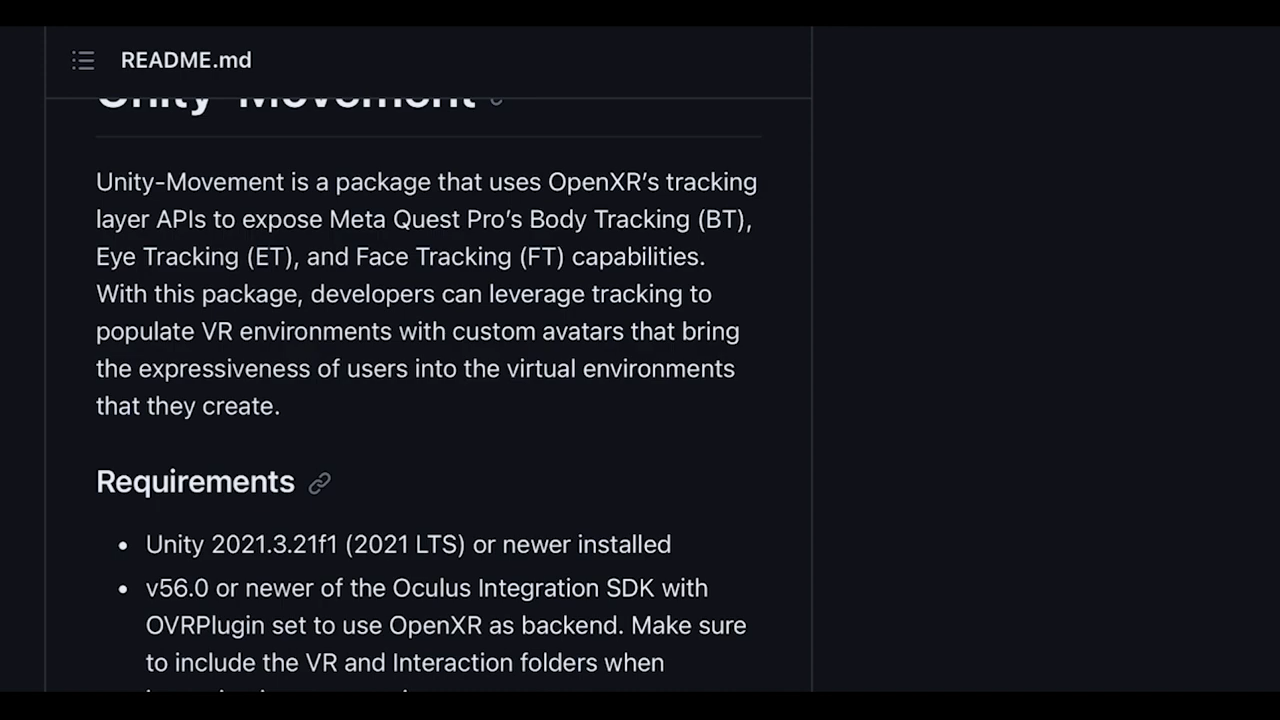 README.md
Unity-Movement
Unity-Movement is a package that uses OpenXR’s tracking
layer APIs to expose Meta Quest Pro’s Body Tracking (BT),
Eye Tracking (ET), and Face Tracking (FT) capabilities.
With this package, developers can leverage tracking to
populate VR environments with custom avatars that bring
the expressiveness of users into the virtual environments
that they create.
Requirements
• Unity 2021.3.21f1 (2021 LTS) or newer installed
• v56.0 or newer of the Oculus Integration SDK with
OVRPlugin set to use OpenXR as backend. Make sure
to include the VR and Interaction folders when